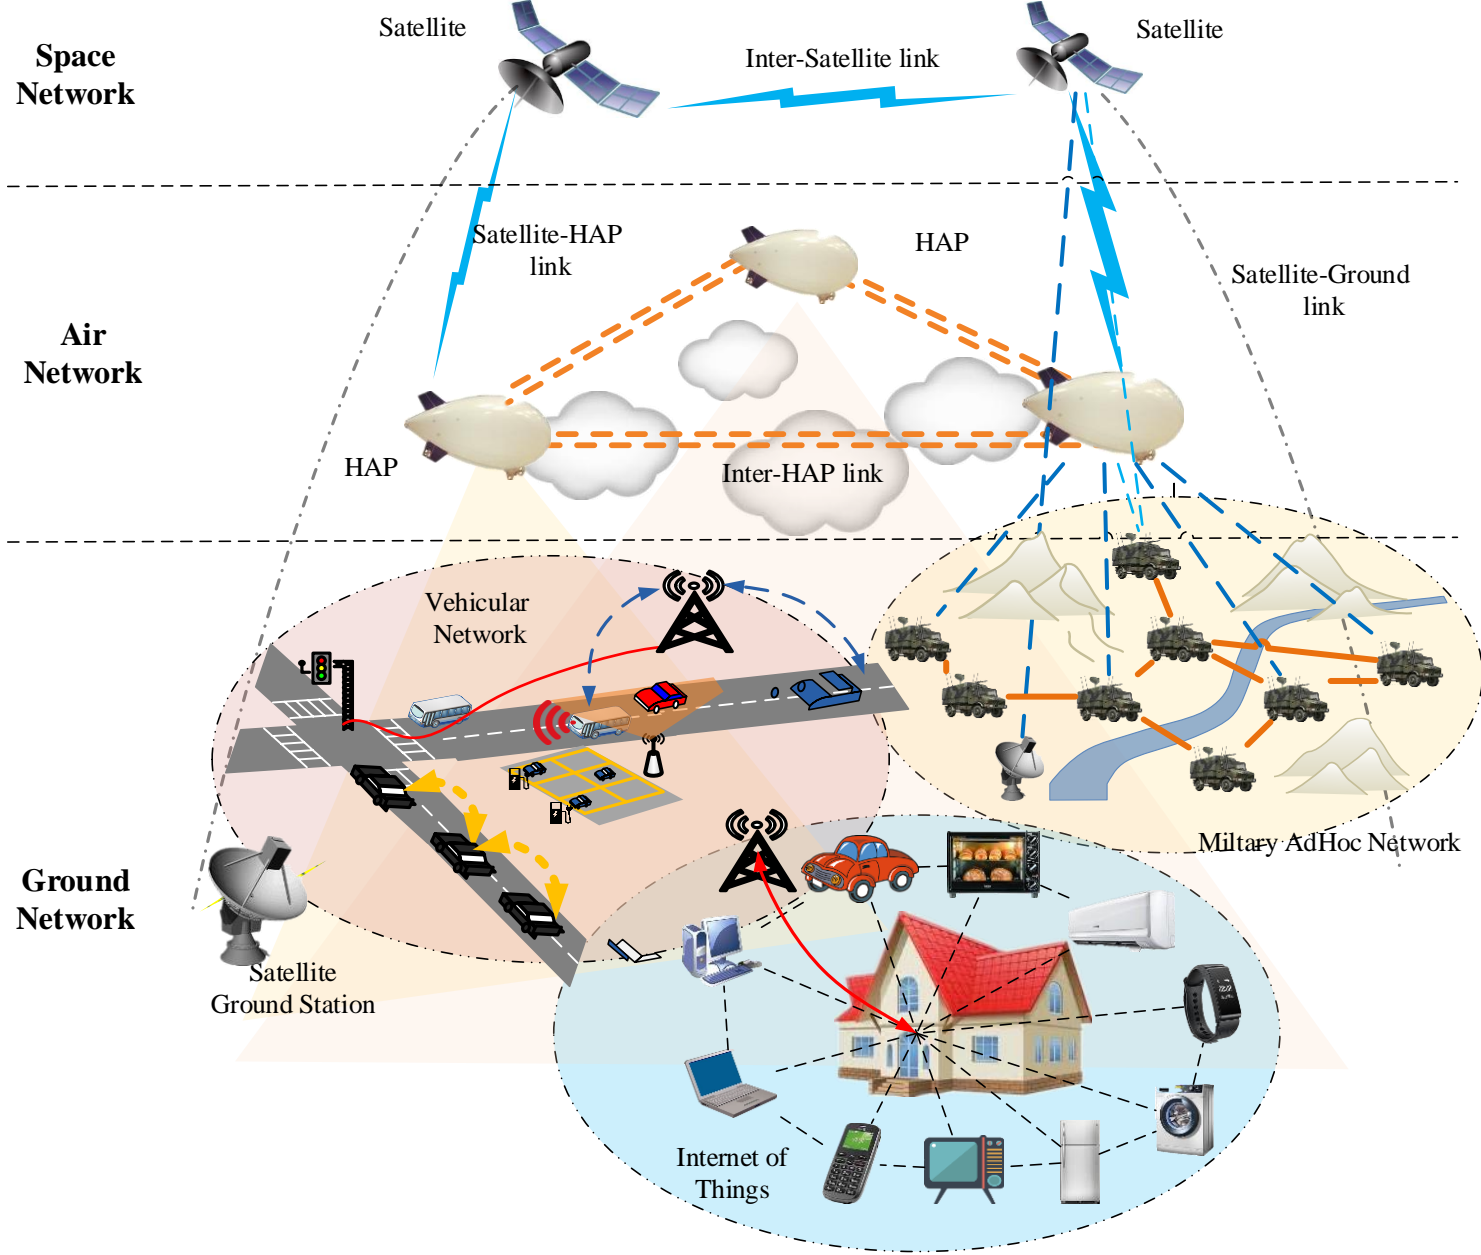 Satellite
Satellite
Space
Network
Inter-Satellite link
Satellite-HAP
link
HAP
Satellite-Ground
link
Air
Network
HAP
Inter-HAP link
Vehicular
Network
Miltary AdHoc Network
Ground
Network
Satellite
Ground Station
Internet of
Things